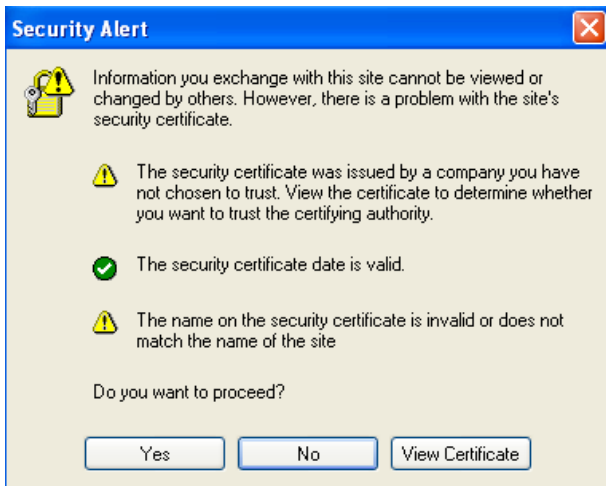 Security Alert
Information you exchange with this site cannot be viewed or
changed by others. However, there is a problem with the site's
security certificate.
The security certificate was issued by a company you have
not chosen to trust. View the certificate to determine whether
you want to trust the certifying authority.
The security certificate date is valid.
The name on the security certificate is invalid or does not
match the name of the site
Do you want to proceed?
Yes No View Certificate